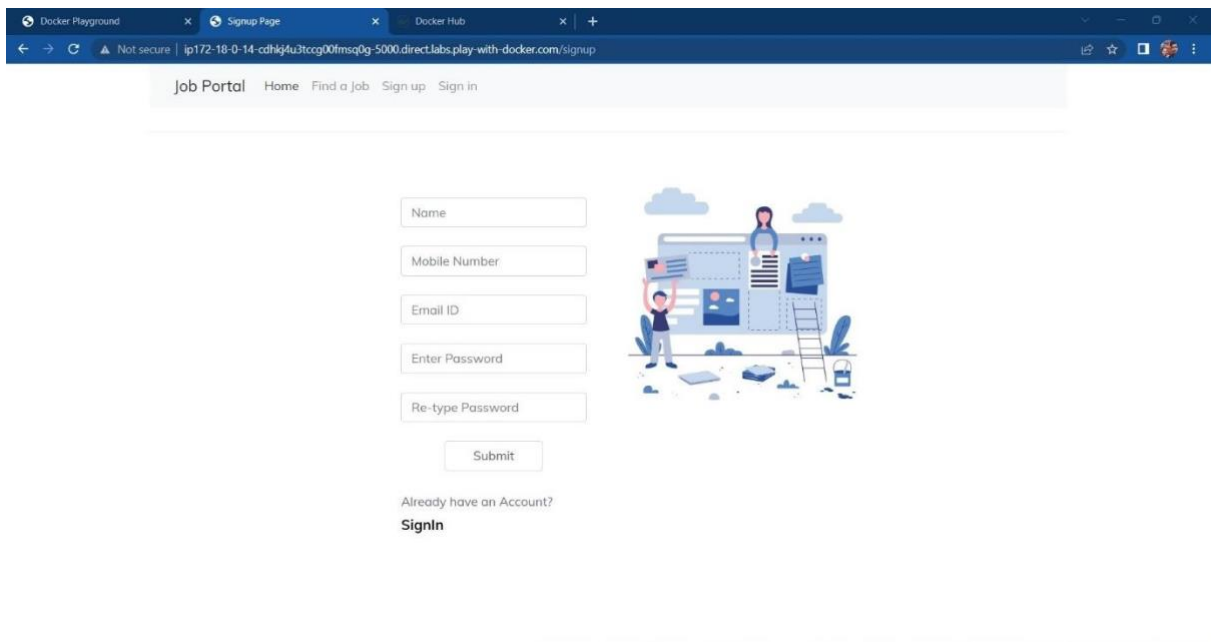 Docker Playground Signup Page Docker Hub
Not secure ip172-18-0-14-cdhkj4u3tccg00fmsq0g-5000.direct.labs.play-with-docker.com/signup
Job Portal Home Find a Job Sign up Sign in
Name
Mobile Number
Email ID
Enter Password
Re-type Password
Submit
Already have an Account?
SignIn